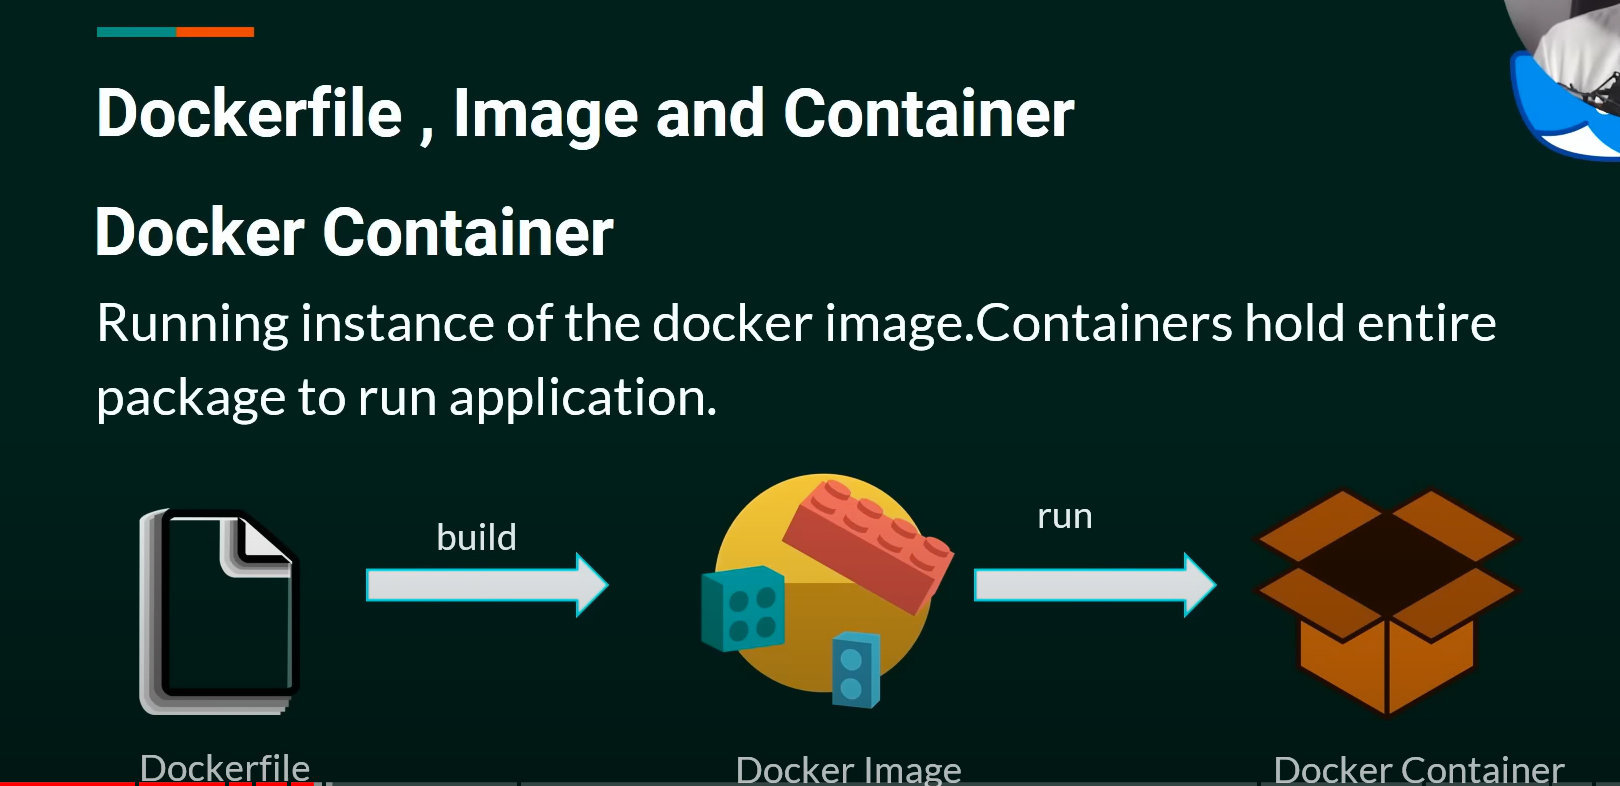 Dockerfile , Image and Container
Docker Container
Running instance of the docker image.Containers hold entire
package to run application.
build
run
Dockerfile
Docker Image
Docker Container